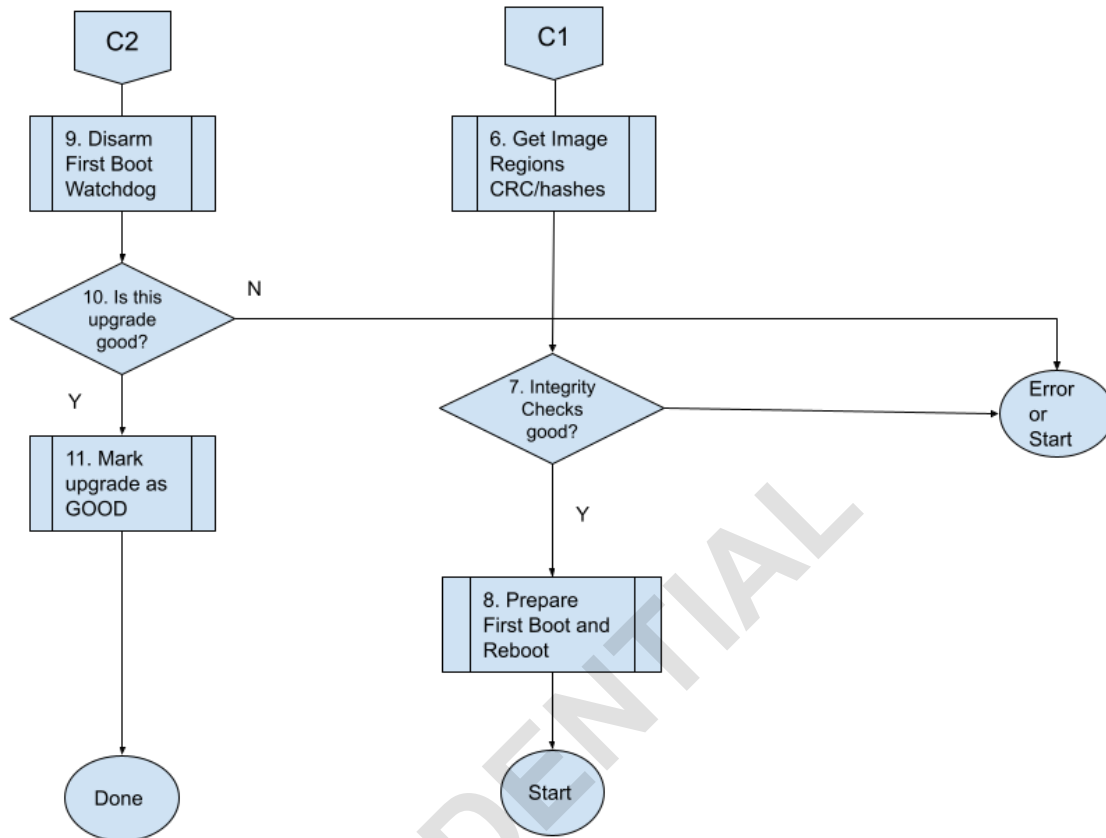 C2
C1
9. Disarm
First Boot
Watchdog
6. Get Image
Regions
CRC/hashes
10. Is this
upgrade
good?
N
Y
7. Integrity
Checks
good?
Error
or
Start
11. Mark
upgrade as
GOOD
Y
8. Prepare
First Boot and
Reboot
Done
Start
DENTIAL